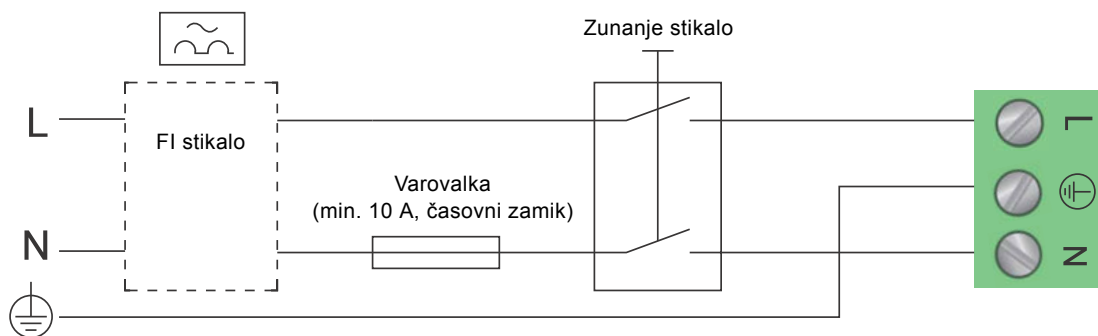 Zunanje stikalo
L
FI stikalo
L
Varovalka
(min. 10 A, časovni zamik)
N
N